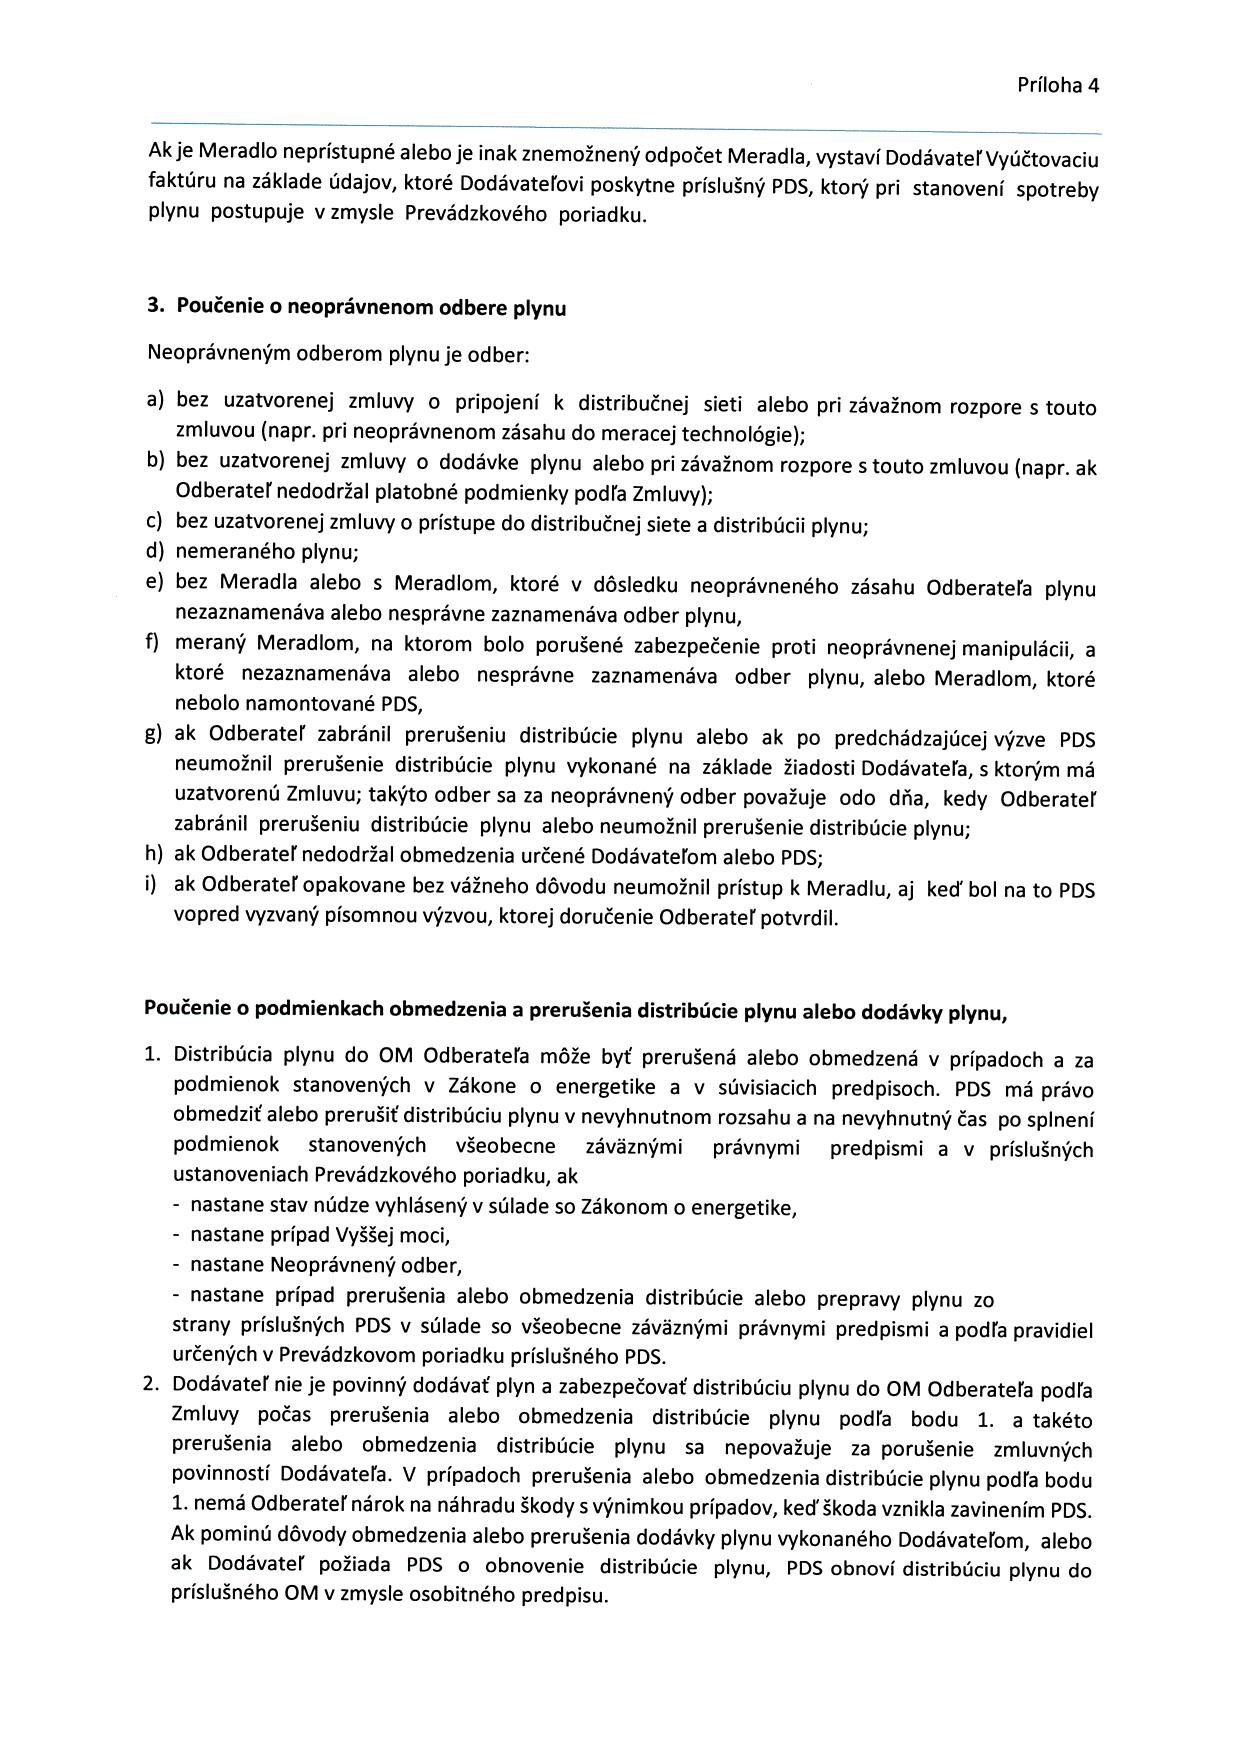 Príloha 4
Ak je Meradlo neprístupné alebo je inak znemožnený odpočet Meradla, vystaví Dodávateľ Vyúčtovaciu
faktúru na základe údajov, ktoré Dodávateľovi poskytne príslušný PDS, ktorý pri stanovení spotreby
plynu postupuje v zmysle Prevádzkového poriadku.
3. Poučenie o neoprávnenom odbere plynu
Neoprávneným odberom plynu je odber:
a) bez uzatvorenej zmluvy o pripojení k distribučnej sieti alebo pri závažnom rozpore s touto
zmluvou (napr. pri neoprávnenom zásahu do meracej technológie);
b) bez uzatvorenej zmluvy o dodávke plynu alebo pri závažnom rozpore s touto zmluvou (napr. ak
Odberateľ nedodržal platobné podmienky podľa Zmluvy);
c) bez uzatvorenej zmluvy o prístupe do distribučnej siete a distribúcii plynu;
d) nemeraného plynu;
e) bez Meradla alebo s Meradlom, ktoré v dôsledku neoprávneného zásahu Odberateľa plynu
nezaznamenáva alebo nesprávne zaznamenáva odber plynu,
f) meraný Meradlom, na ktorom bolo porušené zabezpečenie proti neoprávnenej manipulácii, a
ktoré nezaznamenáva alebo nesprávne zaznamenáva odber plynu, alebo Meradlom, ktoré
nebolo namontované PDS,
g) ak Odberateľ zabránil prerušeniu distribúcie plynu alebo ak po predchádzajúcej výzve PDS
neumožnil prerušenie distribúcie plynu vykonané na základe žiadosti Dodávateľa, s ktorým má
uzatvorenú Zmluvu; takýto odber sa za neoprávnený odber považuje odo dňa, kedy Odberateľ
zabránil prerušeniu distribúcie plynu alebo neumožnil prerušenie distribúcie plynu;
h) ak Odberateľ nedodržal obmedzenia určené Dodávateľom alebo PDS;
i) ak Odberateľ opakovane bez vážneho dôvodu neumožnil prístup k Meradlu, aj keď bol na to PDS
vopred vyzvaný písomnou výzvou, ktorej doručenie Odberateľ potvrdil.
Poučenie o podmienkach obmedzenia a prerušenia distribúcie plynu alebo dodávky plynu,
1. Distribúcia plynu do OM Odberateľa môže byť prerušená alebo obmedzená v prípadoch a za
podmienok stanovených v Zákone o energetike a v súvisiacich predpisoch. PDS má právo
obmedziť alebo prerušiť distribúciu plynu v nevyhnutnom rozsahu a na nevyhnutný čas po splnení
podmienok stanovených všeobecne záväznými právnymi predpismi a v príslušných
ustanoveniach Prevádzkového poriadku, ak
- nastane stav núdze vyhlásený v súlade so Zákonom o energetike,
- nastane prípad Vyššej moci,
- nastane Neoprávnený odber,
- nastane prípad prerušenia alebo obmedzenia distribúcie alebo prepravy plynu zo
strany príslušných PDS v súlade so všeobecne záväznými právnymi predpismi a podľa pravidiel
určených v Prevádzkovom poriadku príslušného PDS.
2. Dodávateľ nie je povinný dodávať plyn a zabezpečovať distribúciu plynu do OM Odberateľa podľa
Zmluvy počas prerušenia alebo obmedzenia distribúcie plynu podľa bodu 1. a takéto
prerušenia alebo obmedzenia distribúcie plynu sa nepovažuje za porušenie zmluvných
povinností Dodávateľa. V prípadoch prerušenia alebo obmedzenia distribúcie plynu podľa bodu
1. nemá Odberateľ nárok na náhradu škody s výnimkou prípadov, keď škoda vznikla zavinením PDS.
Ak pominú dôvody obmedzenia alebo prerušenia dodávky plynu vykonaného Dodávateľom, alebo
ak Dodávateľ požiada PDS o obnovenie distribúcie plynu, PDS obnoví distribúciu plynu do
príslušného OM v zmysle osobitného predpisu.